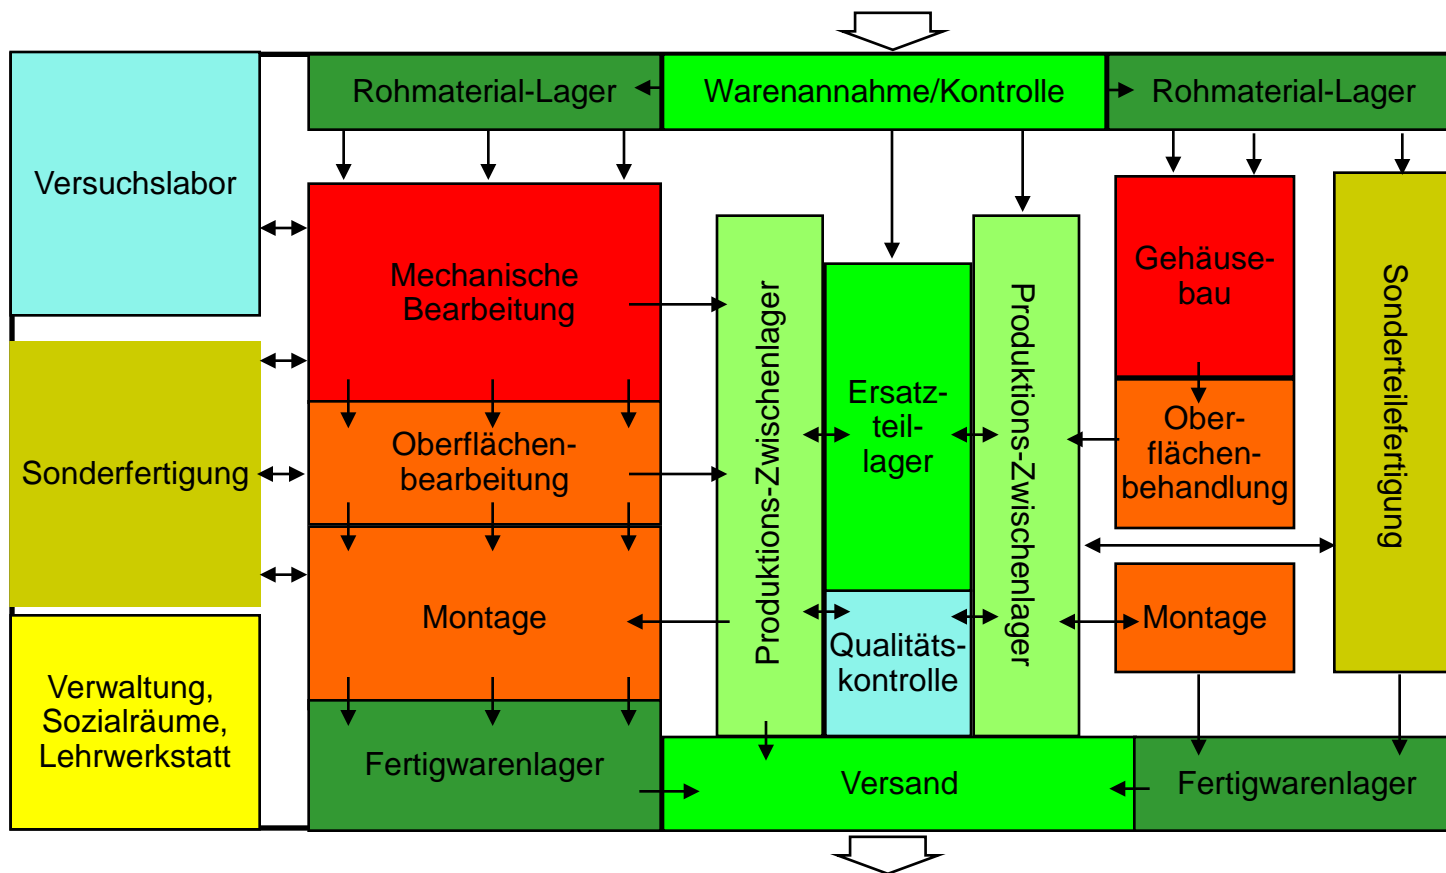 Rohmaterial-Lager
Warenannahme/Kontrolle
Rohmaterial-Lager
Versuchslabor
Mechanische
Bearbeitung
Produktions-Zwischenlager
Ersatz-
teil-
lager
Produktions-Zwischenlager
Gehäuse-
bau
Sonderteilefertigung
Sonderfertigung
Oberflächen-
bearbeitung
Ober-
flächen-
behandlung
Montage
Qualitäts-
kontrolle
Montage
Verwaltung,
Sozialräume,
Lehrwerkstatt
Fertigwarenlager
Versand
Fertigwarenlager